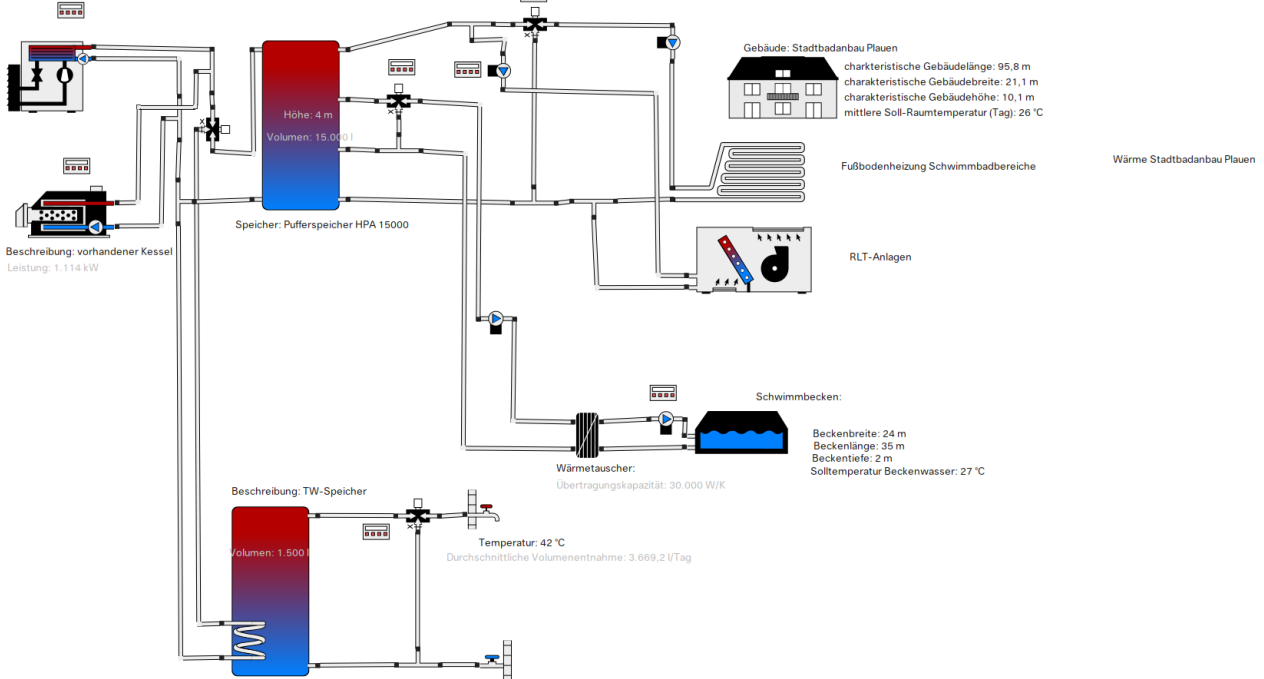 Gebäude: Stadtbadanbau Plauen
charkteristische Gebäudelänge: 95,8 m
charakteristische Gebäudebreite: 21,1 m
charakteristische Gebäudehöhe: 10,1 m
mittlere Soll-Raumtemperatur (Tag): 26 °C
Höhe: 4 m
Volumen: 15.000 l
Fußbodenheizung Schwimmbadbereiche
Wärme Stadtbadanbau Plauen
Speicher: Pufferspeicher HPA 15000
Beschreibung: vorhandener Kessel
Leistung: 1.114 kW
RLT-Anlagen
Schwimmbecken:
Beckenbreite: 24 m
Beckenlänge: 35 m
Beckentiefe: 2 m
Solltemperatur Beckenwasser: 27 °C
Wärmetauscher:
Übertragungskapazität: 30.000 W/K
Beschreibung: TW-Speicher
Volumen: 1.500 l
Temperatur: 42 °C
Durchschnittliche Volumenentnahme: 3.669,2 l/Tag